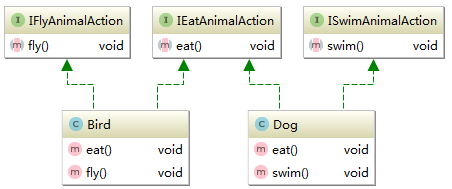 I IFlyAnimalAction
m fly() void
I IEatAnimalAction
m eat() void
I ISwimAnimalAction
m swim() void
C Bird
m eat() void
m fly() void
C Dog
m eat() void
m swim() void